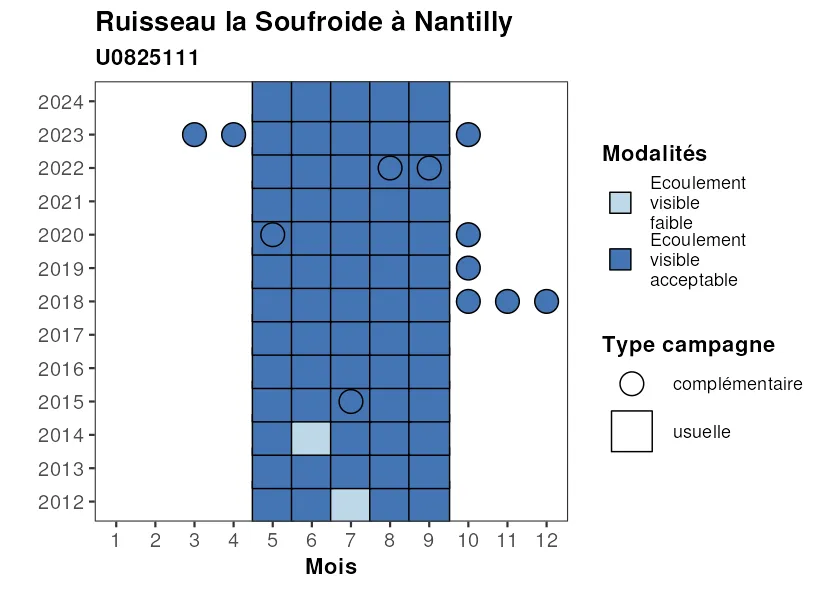 Ruisseau la Soufroide à Nantilly
U0825111
2024
2023
2022
2021
2020
2019
2018
2017
2016
2015
2014
2013
2012
1 2 3 4 5 6 7 8 9 10 11 12
Mois
Modalités
Ecoulement
visible
faible
Ecoulement
visible
acceptable
Type campagne
complémentaire
usuelle